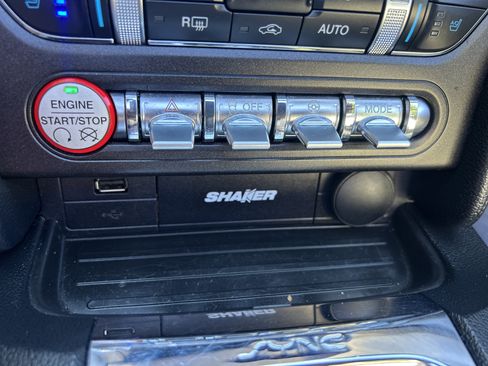 R AUTO
ENGINE
START/STOP
OFF MODE
SHAKER
SHAKER
SYNC